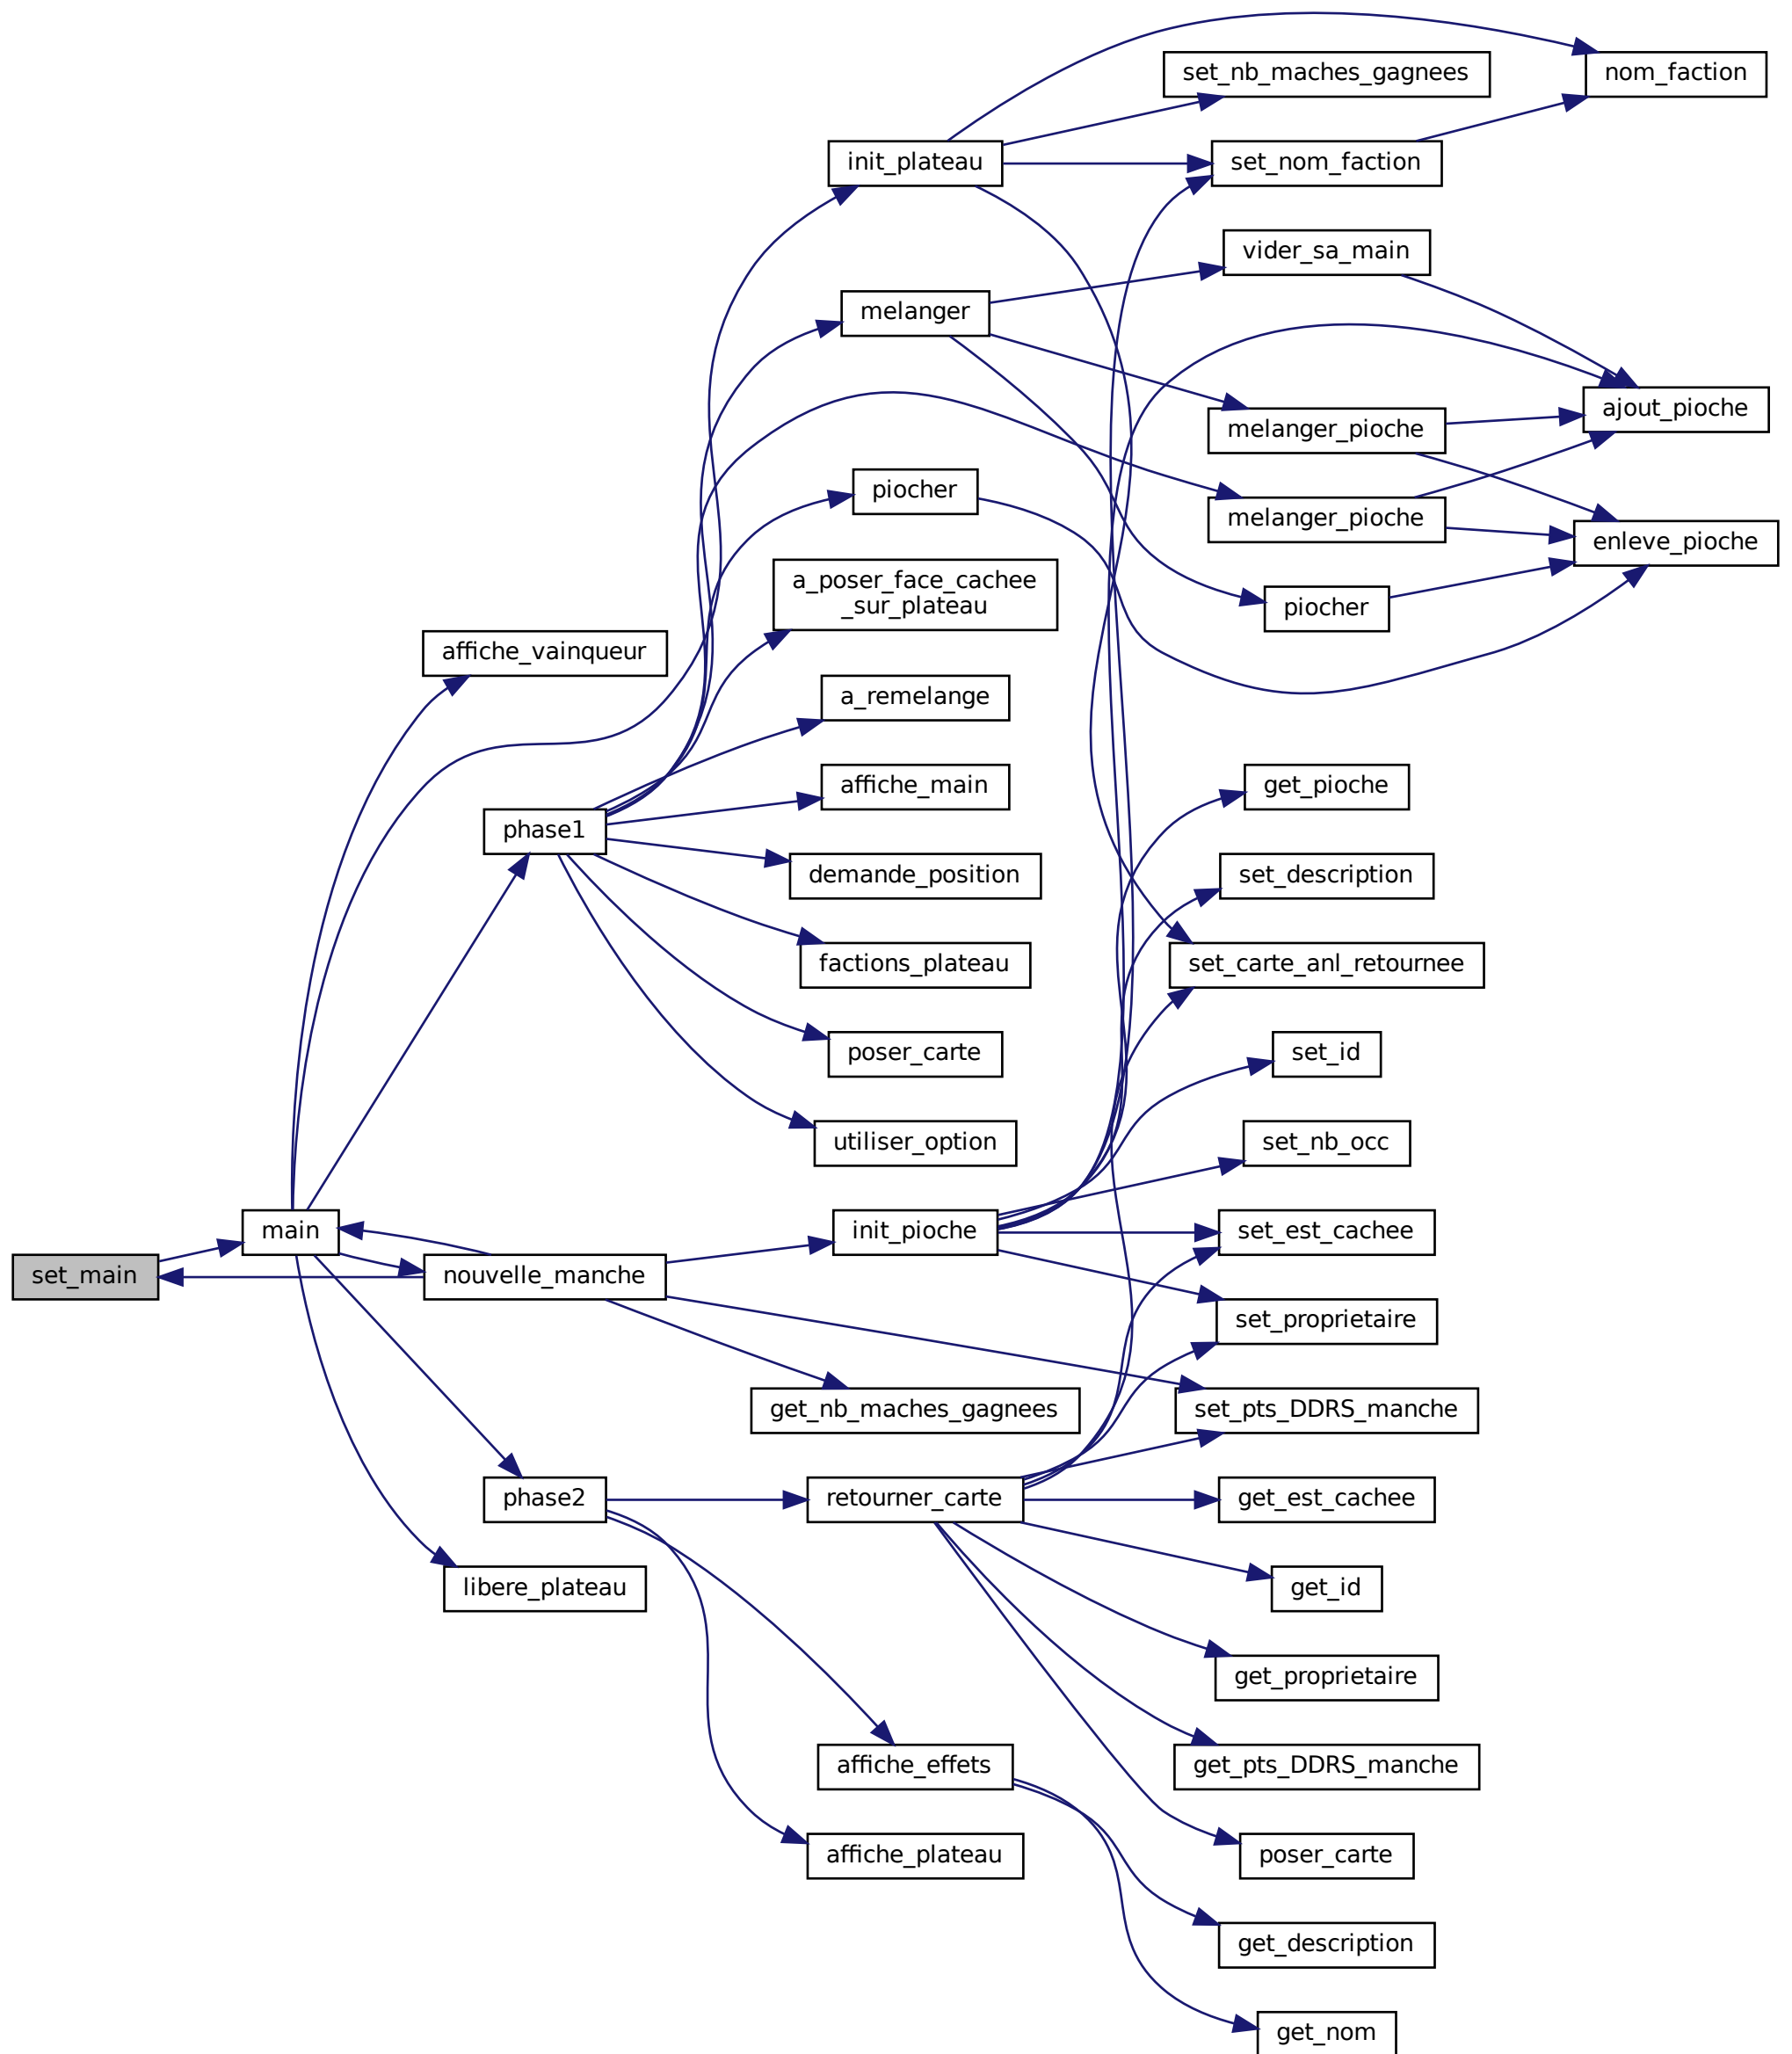 set_main
main
affiche_vainqueur
phase1
nouvelle_manche
phase2
libere_plateau
init_plateau
melanger
piocher
a_poser_face_cachee
_sur_plateau
a_remelange
affiche_main
demande_position
factions_plateau
poser_carte
utiliser_option
init_pioche
get_nb_maches_gagnees
retourner_carte
affiche_effets
affiche_plateau
set_nb_maches_gagnees
set_nom_faction
vider_sa_main
melanger_pioche
melanger_pioche
piocher
get_pioche
set_description
set_carte_anl_retournee
set_id
set_nb_occ
set_est_cachee
set_proprietaire
set_pts_DDRS_manche
get_est_cachee
get_id
get_proprietaire
get_pts_DDRS_manche
poser_carte
get_description
get_nom
nom_faction
ajout_pioche
enleve_pioche